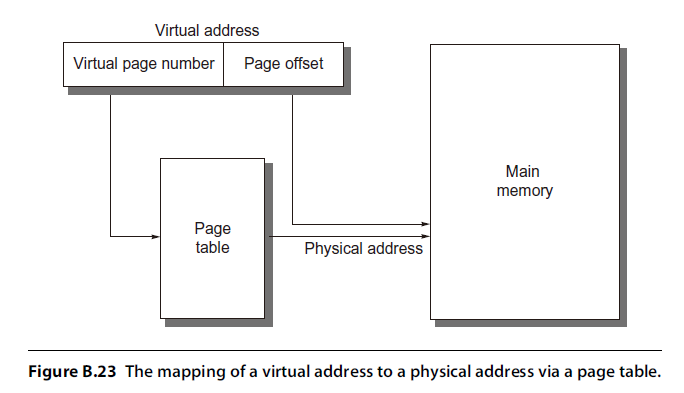 Virtual address
Virtual page number
Page offset
Main
memory
Page
table
Physical address
Figure B.23 The mapping of a virtual address to a physical address via a page table.